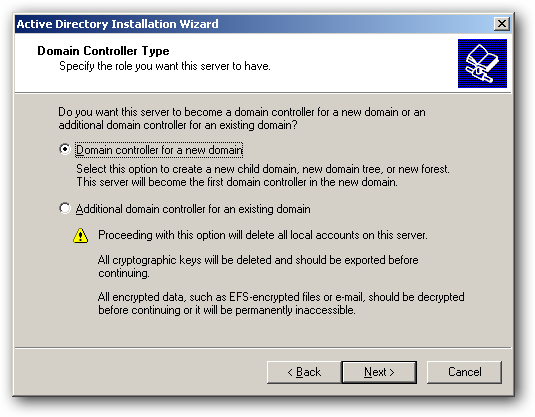 Active Directory Installation Wizard
Domain Controller Type
Specify the role you want this server to have.
Do you want this server to become a domain controller for a new domain or an
additional domain controller for an existing domain?
Domain controller for a new domain
Select this option to create a new child domain, new domain tree, or new forest.
This server will become the first domain controller in the new domain.
Additional domain controller for an existing domain
Proceeding with this option will delete all local accounts on this server.
All cryptographic keys will be deleted and should be exported before
continuing.
All encrypted data, such as EFS-encrypted files or e-mail, should be decrypted
before continuing or it will be permanently inaccessible.
< Back
Next >
Cancel